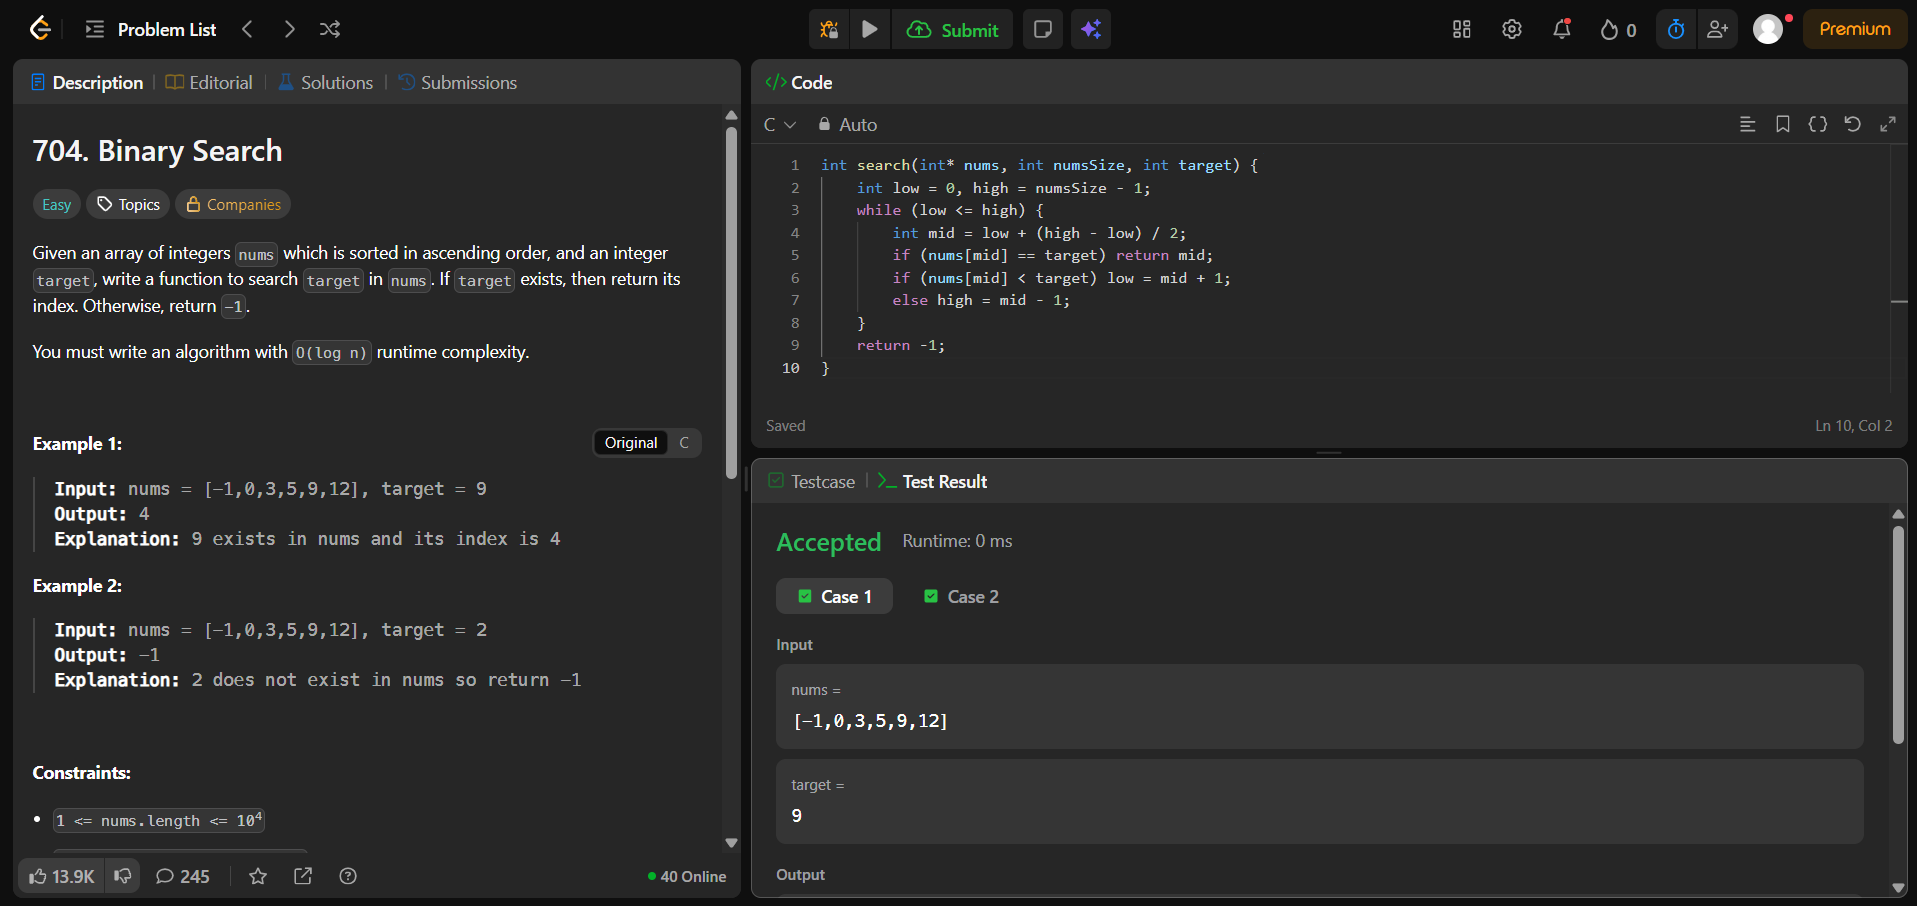 Problem List
Submit
0
Premium
Description
Editorial
Solutions
Submissions
704. Binary Search
Easy
Topics
Companies
Given an array of integers nums which is sorted in ascending order, and an integer
target, write a function to search target in nums. If target exists, then return its
index. Otherwise, return -1.
You must write an algorithm with O(log n) runtime complexity.
Example 1:
Original C
Input: nums = [-1,0,3,5,9,12], target = 9
Output: 4
Explanation: 9 exists in nums and its index is 4
Example 2:
Input: nums = [-1,0,3,5,9,12], target = 2
Output: -1
Explanation: 2 does not exist in nums so return -1
Constraints:
• 1 <= nums.length <= 10⁴
13.9K
245
40 Online
</> Code
C
Auto
1 int search(int* nums, int numsSize, int target) {
2     int low = 0, high = numsSize - 1;
3     while (low <= high) {
4         int mid = low + (high - low) / 2;
5         if (nums[mid] == target) return mid;
6         if (nums[mid] < target) low = mid + 1;
7         else high = mid - 1;
8     }
9     return -1;
10 }
Saved
Ln 10, Col 2
Testcase
Test Result
Accepted
Runtime: 0 ms
Case 1
Case 2
Input
nums =
[-1,0,3,5,9,12]
target =
9
Output